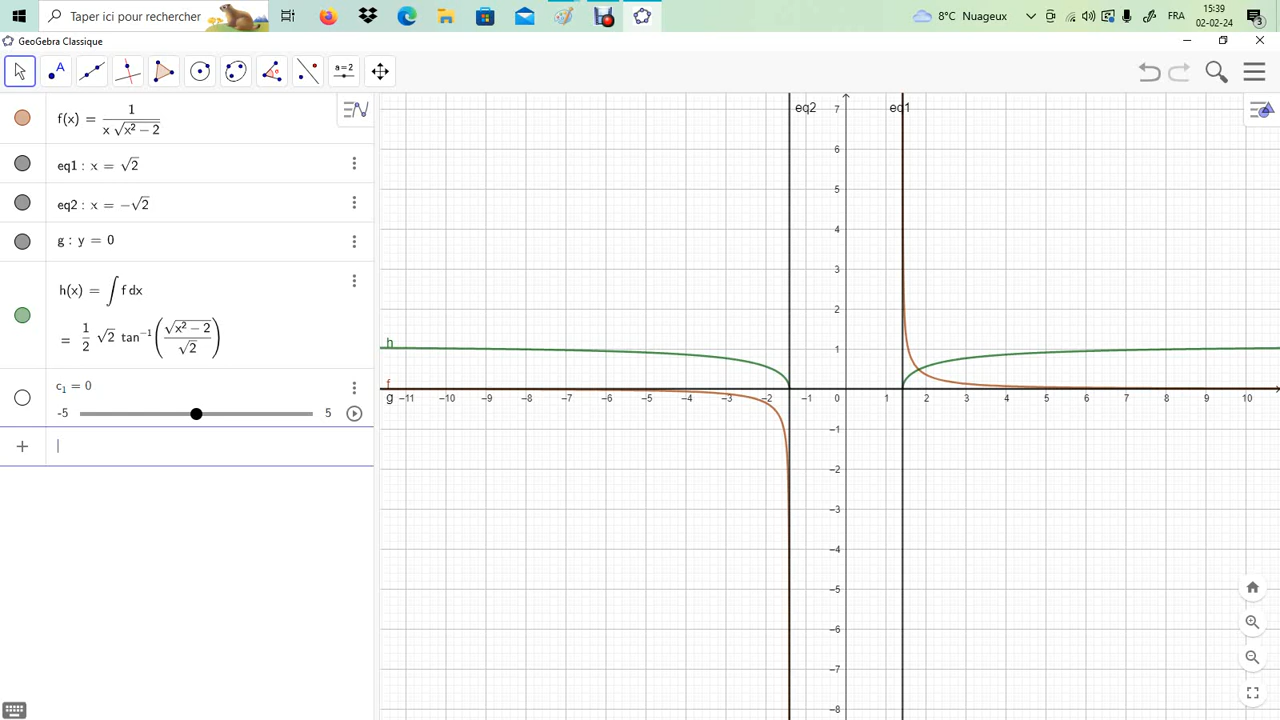 Taper ici pour rechercher
8°C Nuageux
FRA
15:39
02-02-24
3
GeoGebra Classique
A
a=2
f(x) = 1 / (x √(x² − 2))
eq1 : x = √2
eq2 : x = −√2
g : y = 0
h(x) = ∫ f dx
= 1/2 √2 tan⁻¹(√(x² − 2) / √2)
c₁ = 0
-5
5
eq2
eq1
h
f
g
7
6
5
4
3
2
1
−11 −10 −9 −8 −7 −6 −5 −4 −3 −2 −1 0 1 2 3 4 5 6 7 8 9 10
−1
−2
−3
−4
−5
−6
−7
−8